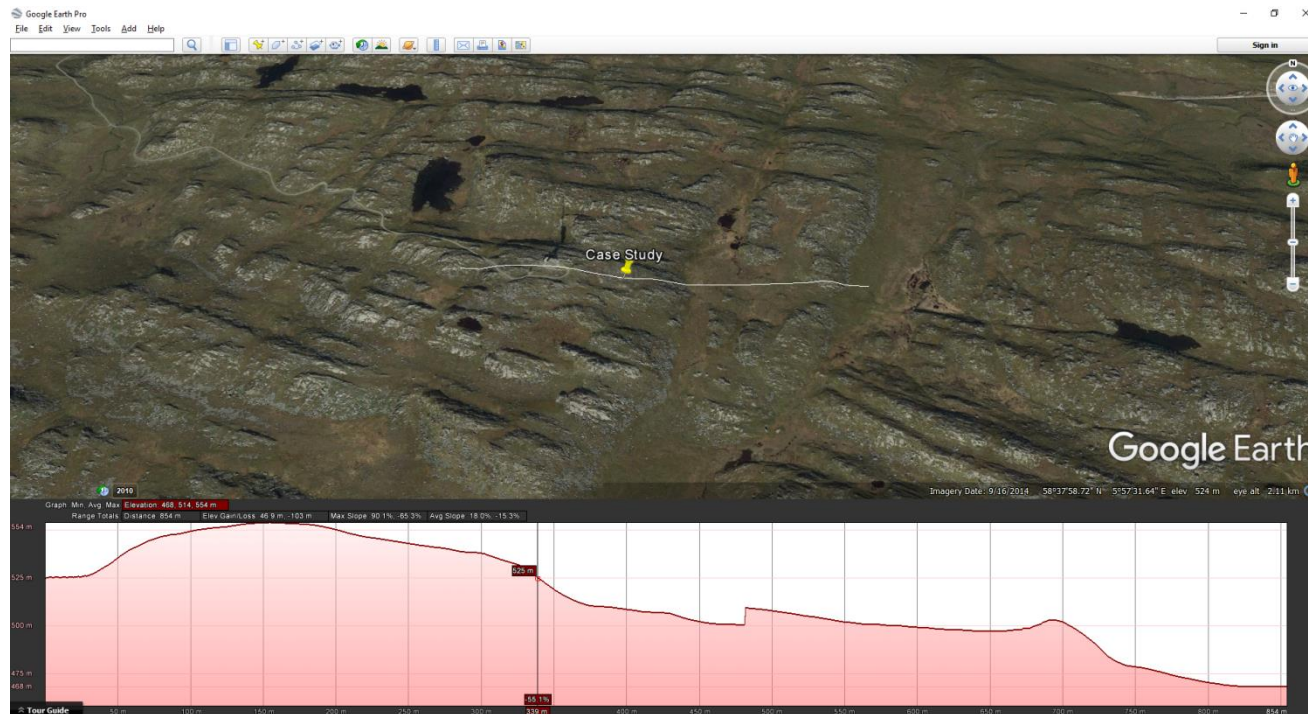 Google Earth Pro
File Edit View Tools Add Help
Sign in
N
Case Study
Google Earth
2010
Imagery Date: 9/16/2014 58°37'58.72" N 5°57'31.64" E elev 524 m eye alt 2.11 km
Graph: Min, Avg, Max Elevation: 468, 514, 554 m
Range Totals: Distance: 854 m Elev Gain/Loss: 46.9 m, -103 m Max Slope: 90.1%, -65.3% Avg Slope: 18.0%, -15.3%
554 m
525 m
525 m
500 m
475 m
468 m
-55.1%
Tour Guide 50 m 100 m 150 m 200 m 250 m 300 m 339 m 400 m 450 m 500 m 550 m 600 m 650 m 700 m 750 m 800 m 854 m